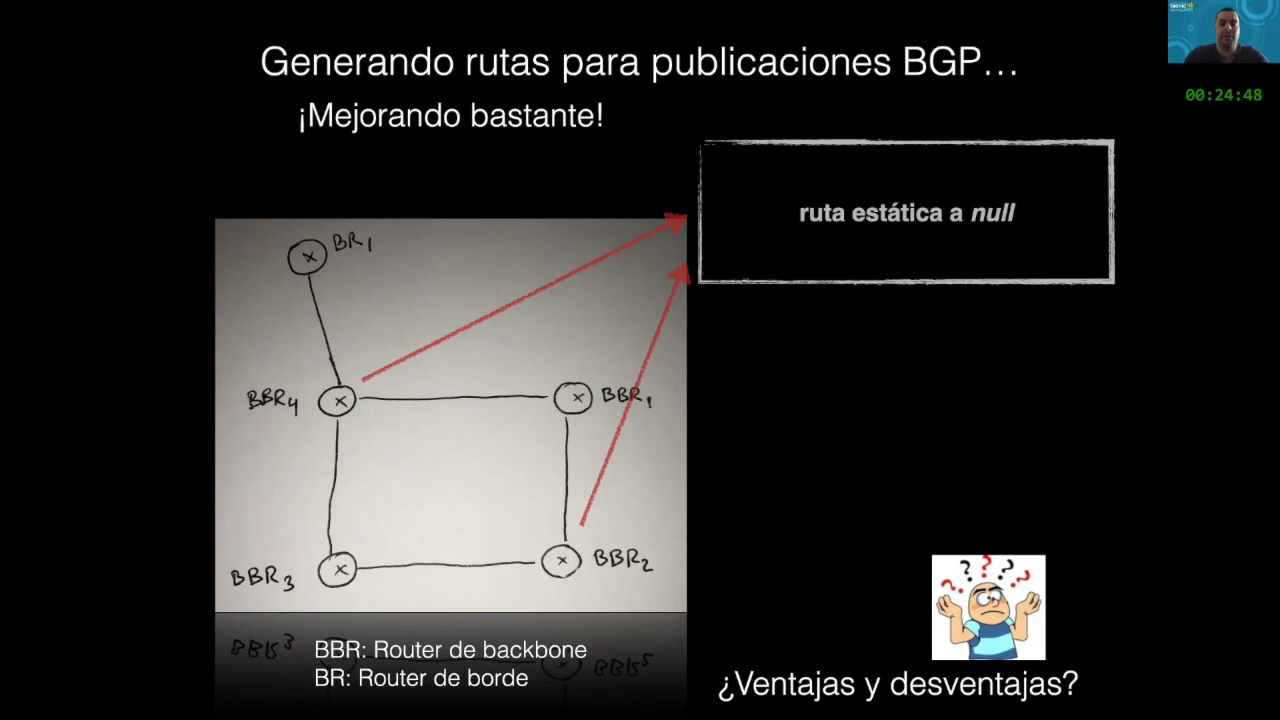 Generando rutas para publicaciones BGP...
¡Mejorando bastante!
00:24:48
ruta estática a null
BR1
BBR4
BBR1
BBR3
BBR2
BBR: Router de backbone
BR: Router de borde
? ? ? ?
¿Ventajas y desventajas?